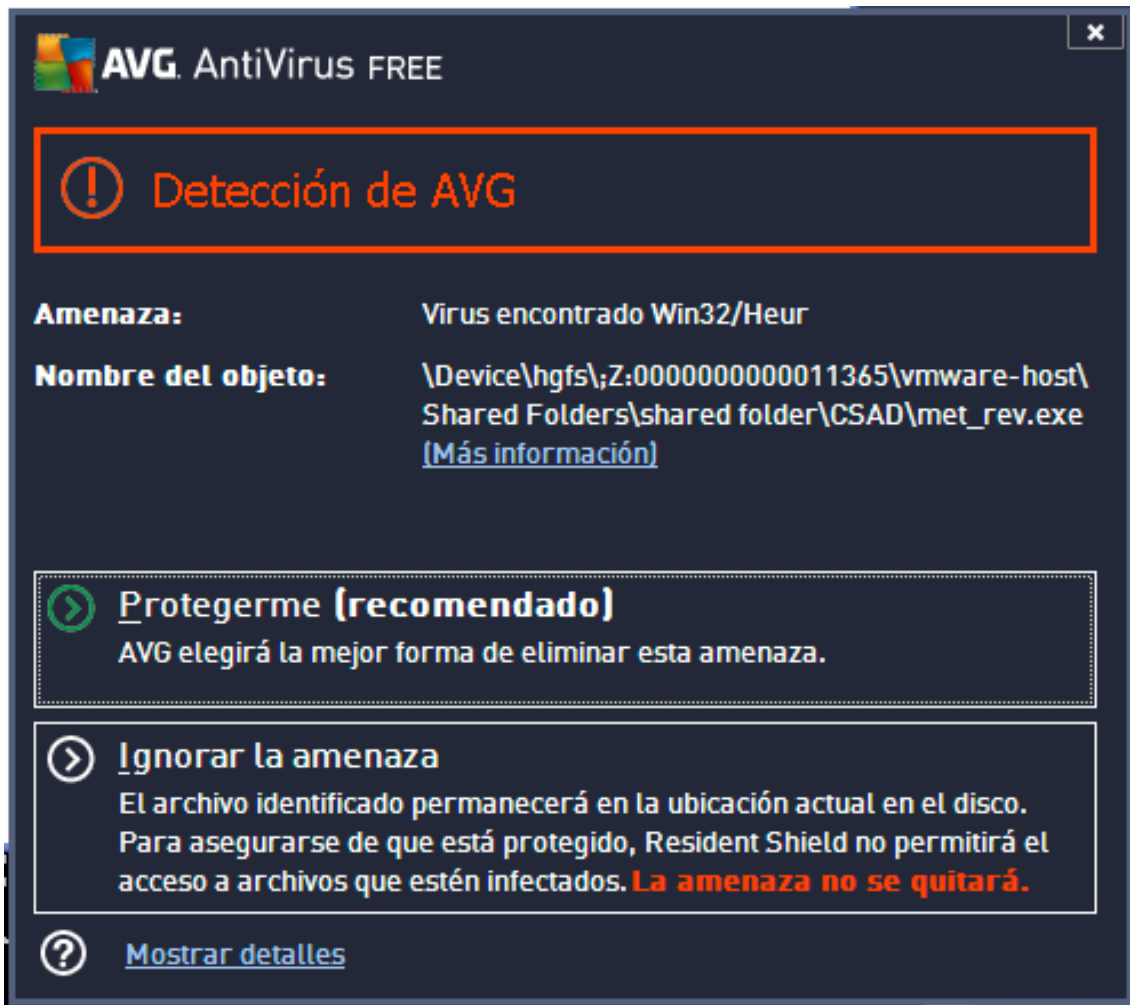 AVG. AntiVirus FREE
Detección de AVG
Amenaza: Virus encontrado Win32/Heur
Nombre del objeto: \Device\hgfs\;Z:0000000000011365\vmware-host\
Shared Folders\shared folder\CSAD\met_rev.exe
(Más información)
Protegerme (recomendado)
AVG elegirá la mejor forma de eliminar esta amenaza.
Ignorar la amenaza
El archivo identificado permanecerá en la ubicación actual en el disco.
Para asegurarse de que está protegido, Resident Shield no permitirá el
acceso a archivos que estén infectados. La amenaza no se quitará.
Mostrar detalles